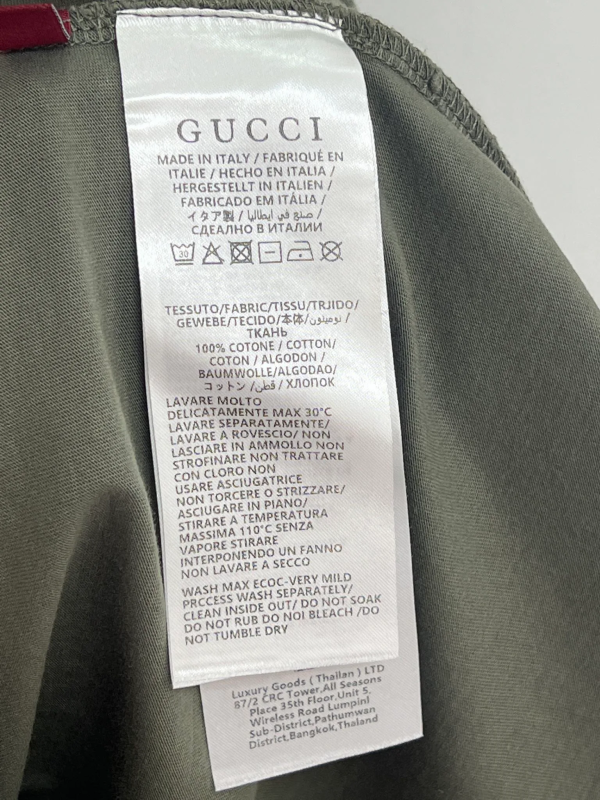 GUCCI
MADE IN ITALY / FABRIQUÉ EN
ITALIE / HECHO EN ITALIA /
HERGESTELLT IN ITALIEN /
FABRICADO EM ITÁLIA /
イタア製 / صنع في ايطاليا /
СДЕАЛНО В ИТАЛИИ
30
TESSUTO/FABRIC/TISSU/TRJIDO/
GEWEBE/TECIDO/本体/ /
ТКАНЬ
100% COTONE / COTTON/
COTON / ALGODON /
BAUMWOLLE/ALGODAO/
コットン /قطن/ ХЛОПОК
LAVARE MOLTO
DELICATAMENTE MAX 30°C
LAVARE SEPARATAMENTE/
LAVARE A ROVESCIO/ NON
LASCIARE IN AMMOLLO NON
STROFINARE NON TRATTARE
CON CLORO NON
USARE ASCIUGATRICE
NON TORCERE O STRIZZARE/
ASCIUGARE IN PIANO/
STIRARE A TEMPERATURA
MASSIMA 110°C SENZA
VAPORE STIRARE
INTERPONENDO UN FANNO
NON LAVARE A SECCO
WASH MAX ECOC-VERY MILD
PRCCESS WASH SEPARATELY/
CLEAN INSIDE OUT/ DO NOT SOAK
DO NOT RUB DO NOI BLEACH /DO
NOT TUMBLE DRY
Luxury Goods ( Thailan ) LTD
87/2 CRC Tower,All Seasons
Place 35th Floor,Unit 5.
Wireless Road Lumpinl
Sub-District,Pathumwan
District,Bangkok,Thaland